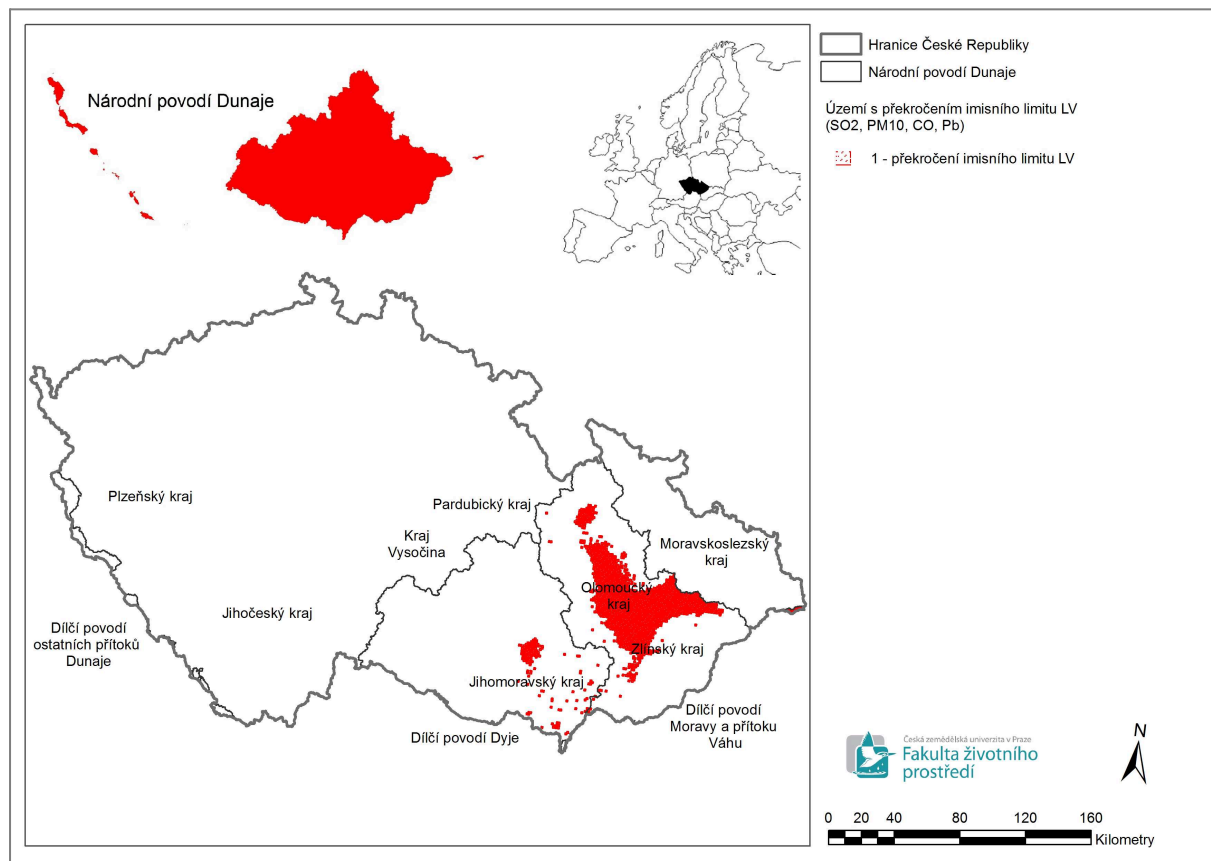 Národní povodí Dunaje
Hranice České Republiky
Národní povodí Dunaje
Území s překročením imisního limitu LV
(SO2, PM10, CO, Pb)
1 - překročení imisního limitu LV
Plzeňský kraj
Pardubický kraj
Kraj
Vysočina
Moravskoslezský
kraj
Olomoucký
kraj
Jihočeský kraj
Dílčí povodí
ostatních přítoků
Dunaje
Zlínský kraj
Jihomoravský kraj
Dílčí povodí Dyje
Dílčí povodí
Moravy a přítoku
Váhu
Česká zemědělská univerzita v Praze
Fakulta životního
prostředí
N
0 20 40 80 120 160
Kilometry